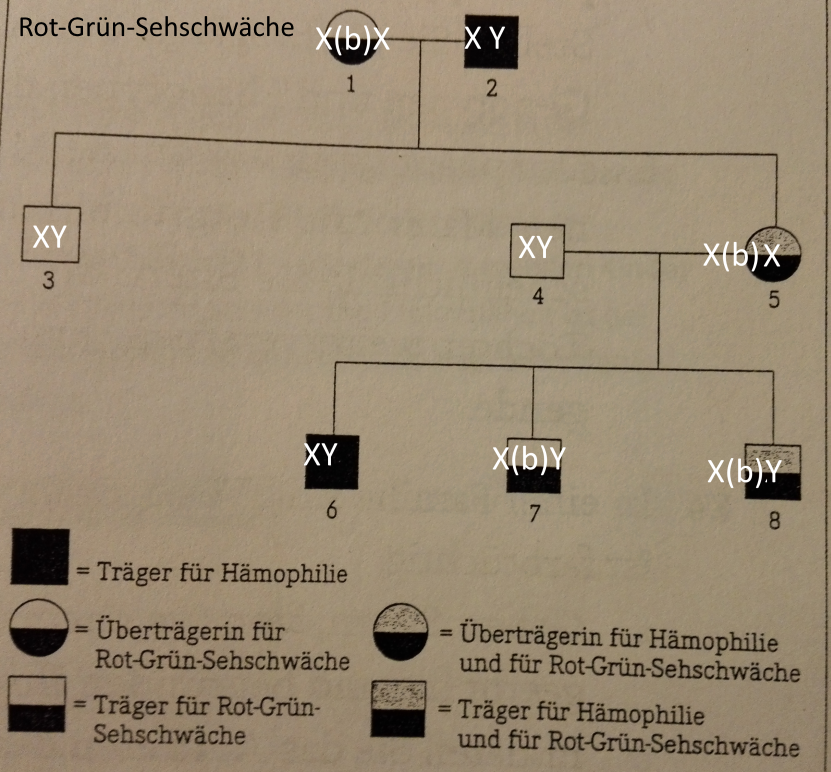 Rot-Grün-Sehschwäche
X(b)X
X Y
1
2
XY
XY
X(b)X
3
4
5
XY
X(b)Y
X(b)Y
6
7
8
= Träger für Hämophilie
= Überträgerin für
Rot-Grün-Sehschwäche
= Überträgerin für Hämophilie
und für Rot-Grün-Sehschwäche
= Träger für Rot-Grün-
Sehschwäche
= Träger für Hämophilie
und für Rot-Grün-Sehschwäche